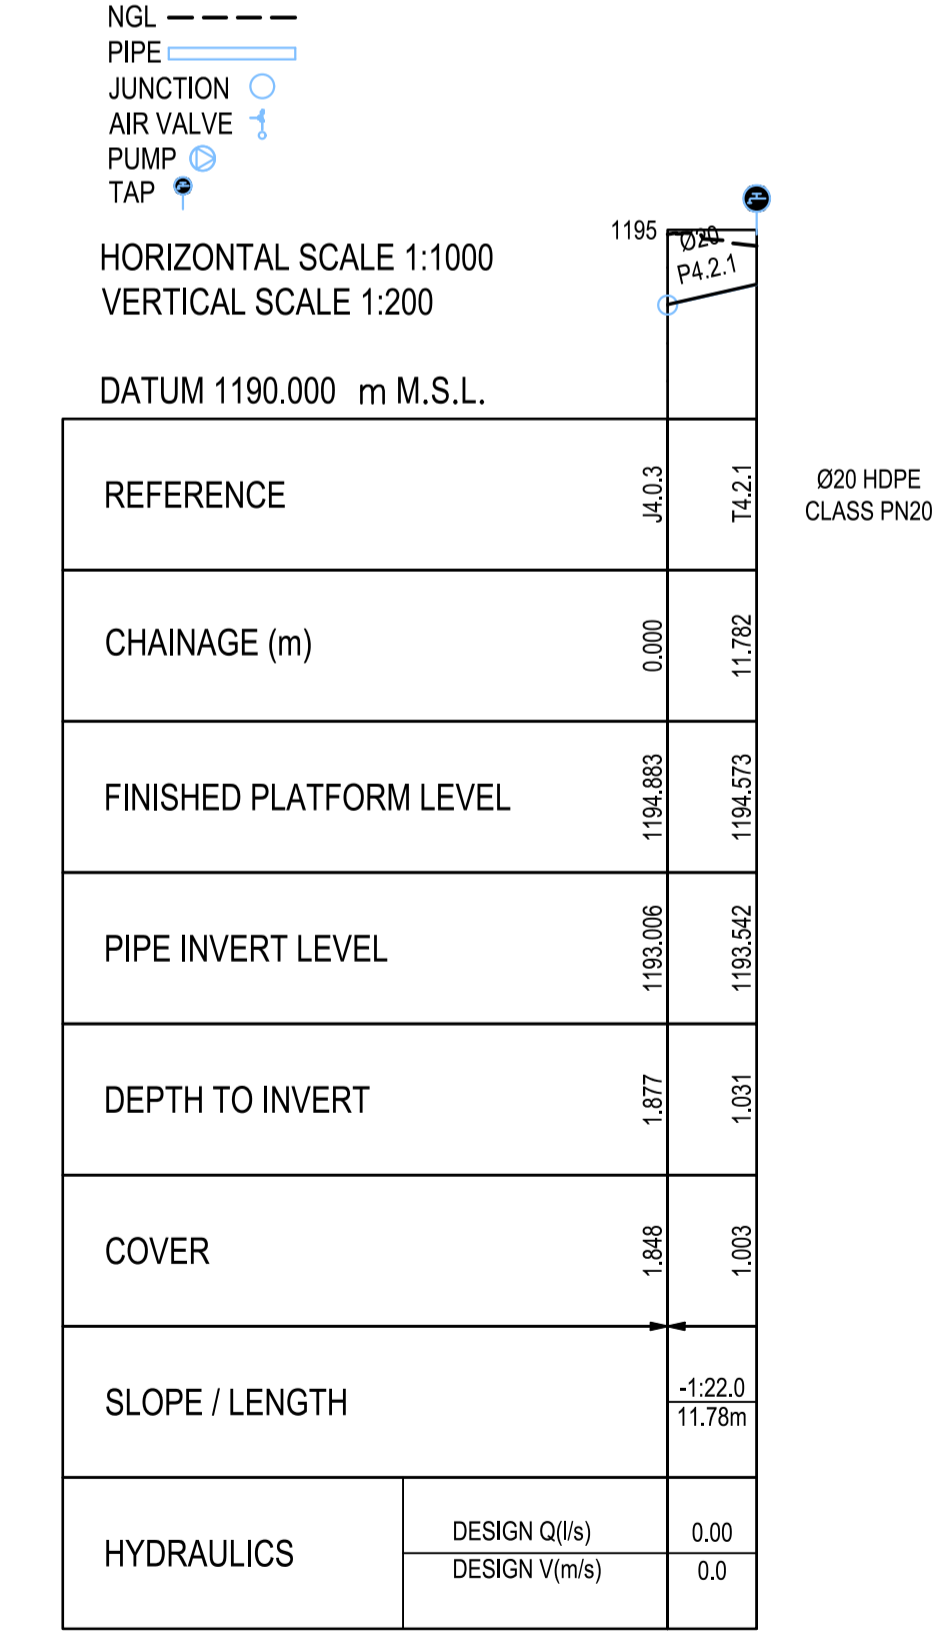 NGL
PIPE
JUNCTION
AIR VALVE
PUMP
TAP
HORIZONTAL SCALE 1:1000
VERTICAL SCALE 1:200
DATUM 1190.000 m M.S.L.
1195
Ø20
P4.2.1
REFERENCE J4.0.3 T4.2.1
Ø20 HDPE
CLASS PN20
CHAINAGE (m) 0.000 11.782
FINISHED PLATFORM LEVEL 1194.883 1194.573
PIPE INVERT LEVEL 1193.006 1193.542
DEPTH TO INVERT 1.877 1.031
COVER 1.848 1.003
SLOPE / LENGTH
-1:22.0
11.78m
HYDRAULICS
DESIGN Q(l/s) 0.00
DESIGN V(m/s) 0.0